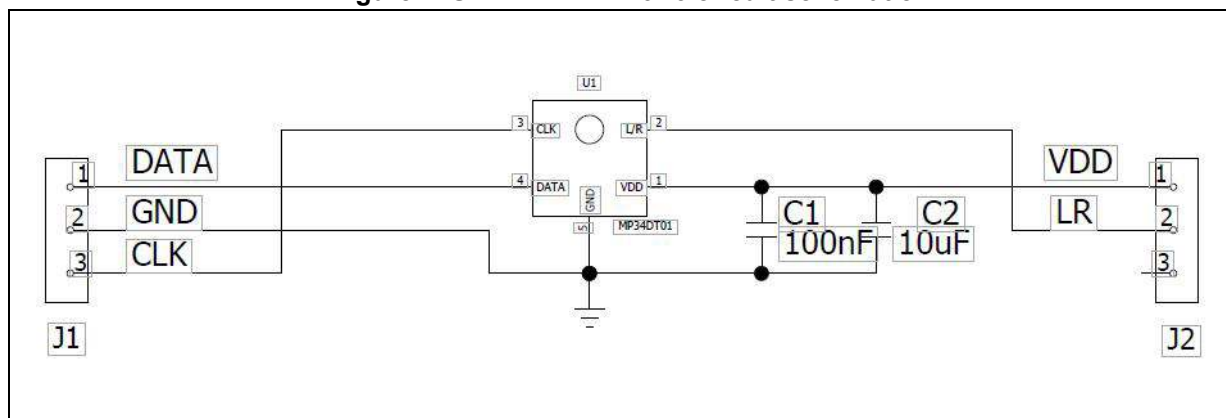 U1
3 CLK L/R 2
1 DATA VDD 1
4 DATA VDD 1
2 GND GND LR 2
5 MP34DT01
C1 C2
100nF 10uF
3 CLK 3
J1 J2